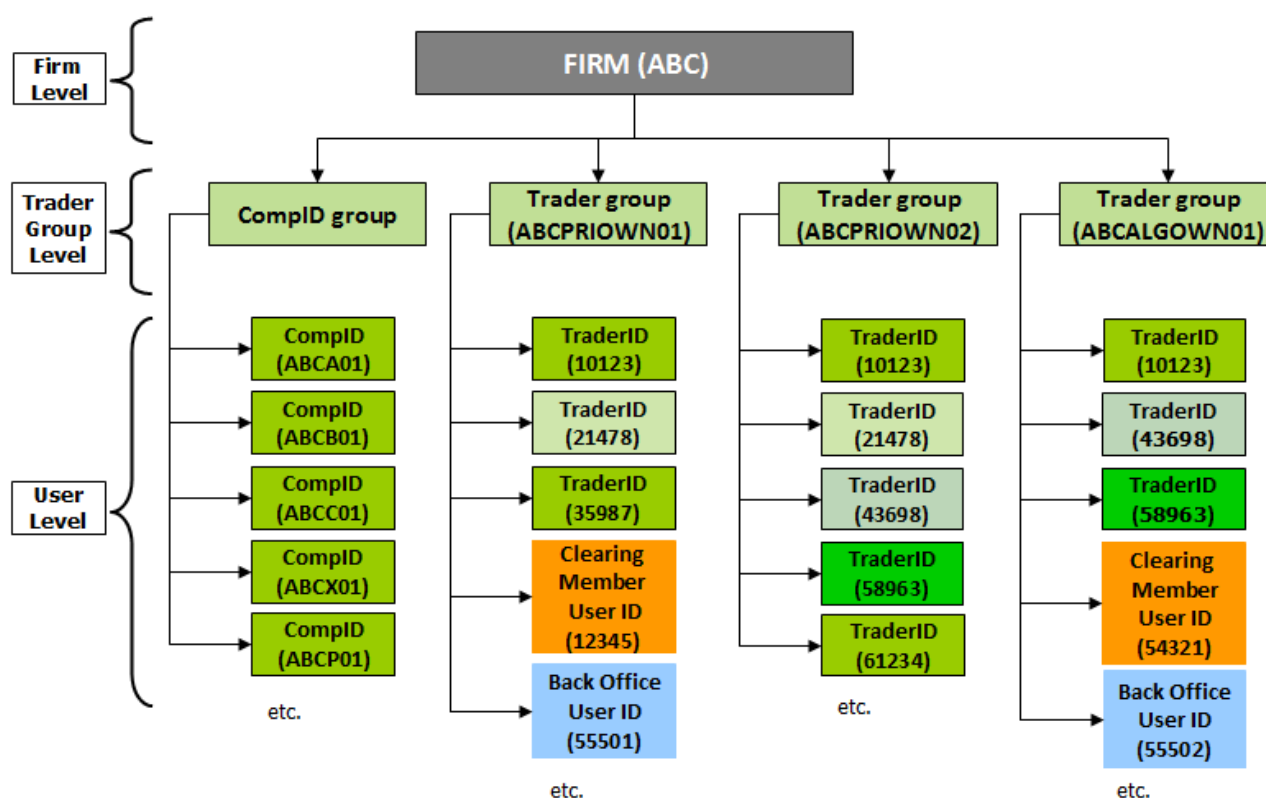 FIRM (ABC)
Firm
Level
Trader
Group
Level
CompID group
Trader group
(ABCPRIOWN01)
Trader group
(ABCPRIOWN02)
Trader group
(ABCALGOWN01)
User
Level
CompID
(ABCA01)
CompID
(ABCB01)
CompID
(ABCC01)
CompID
(ABCX01)
CompID
(ABCP01)
etc.
TraderID
(10123)
TraderID
(21478)
TraderID
(35987)
Clearing
Member
User ID
(12345)
Back Office
User ID
(55501)
etc.
TraderID
(10123)
TraderID
(21478)
TraderID
(43698)
TraderID
(58963)
TraderID
(61234)
etc.
TraderID
(10123)
TraderID
(43698)
TraderID
(58963)
Clearing
Member
User ID
(54321)
Back Office
User ID
(55502)
etc.